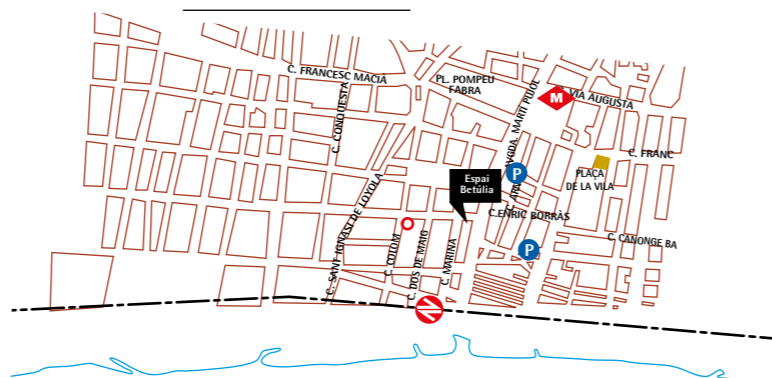 C. FRANCESC MACIÀ
PL. POMPEU
FABRA
VIA AUGUSTA
M
C. CONQUESTA
AVGDA. MARTÍ PUJOL
C. FRANC
P
PLAÇA
DE LA VILA
Espai
Betúlia
C. SANT IGNASI DE LOYOLA
C.ENRIC BORRÀS
C. CANONGE BA
P
C. COLOM
C. DOS DE MAIG
C. MARINA